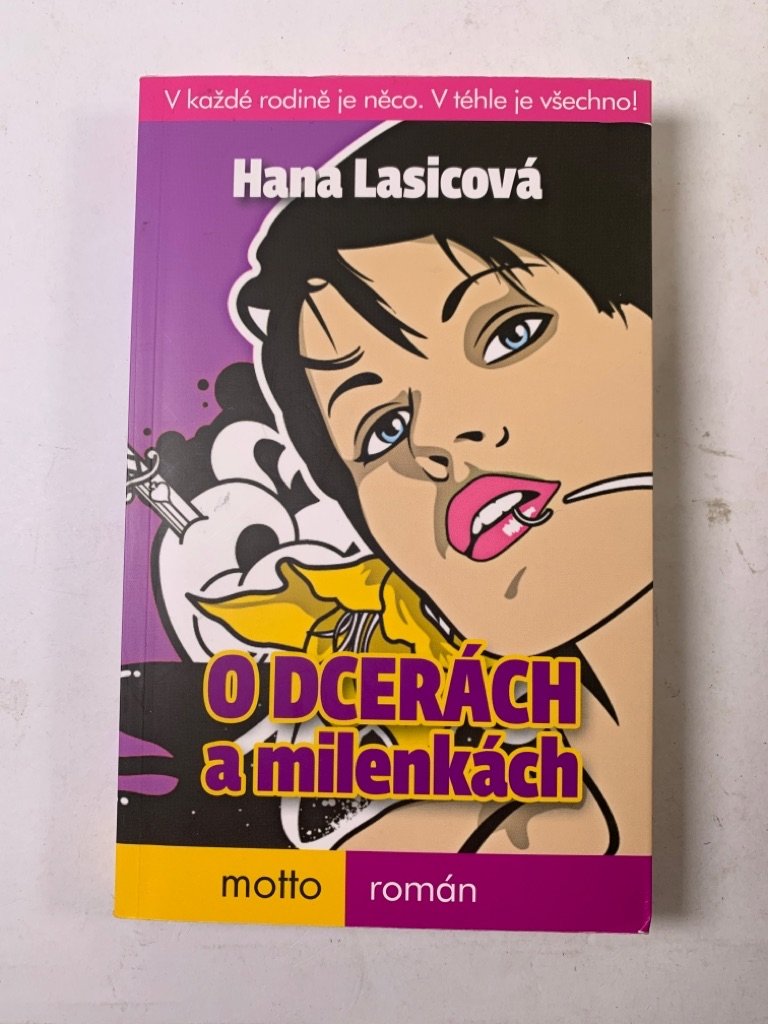 V každé rodině je něco. V téhle je všechno!
Hana Lasicová
O DCERÁCH
a milenkách
motto román